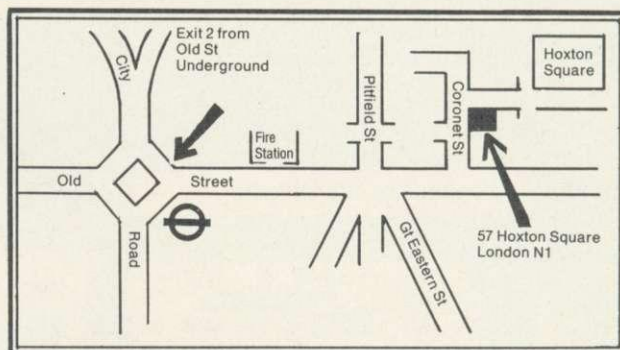 Exit 2 from
Old St
Underground
City
Pitfield St
Coronet St
Hoxton
Square
Fire
Station
Old
Street
Road
Gt Eastern St
57 Hoxton Square
London N1